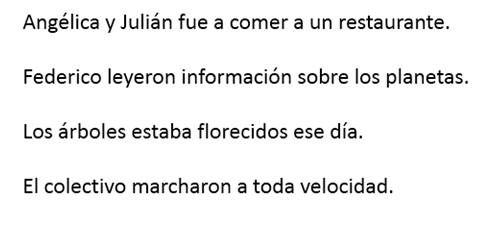 Angélica y Julián fue a comer a un restaurante.
Federico leyeron información sobre los planetas.
Los árboles estaba florecidos ese día.
El colectivo marcharon a toda velocidad.